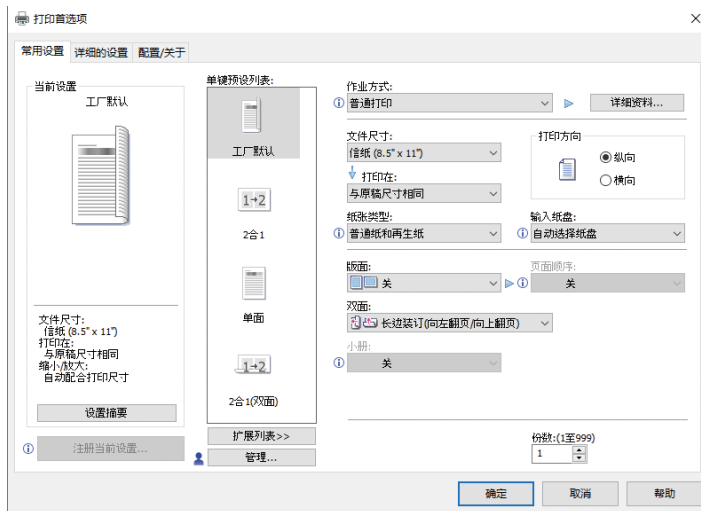 打印首选项
常用设置 详细的设置 配置/关于
当前设置
工厂默认
文件尺寸:
信纸 (8.5" x 11")
打印在:
与原稿尺寸相同
缩小/放大:
自动配合打印尺寸
设置摘要
注册当前设置...
单键预设列表:
工厂默认
1→2
2合1
单面
1→2
2合1(双面)
扩展列表>>
管理...
作业方式:
普通打印
详细资料...
文件尺寸:
信纸 (8.5" x 11")
打印在:
与原稿尺寸相同
打印方向
纵向
横向
纸张类型:
普通纸和再生纸
输入纸盘:
自动选择纸盘
版面:
关
页面顺序:
关
双面:
长边装订(向左翻页/向上翻页)
小册:
关
份数:(1至999)
1
确定 取消 帮助